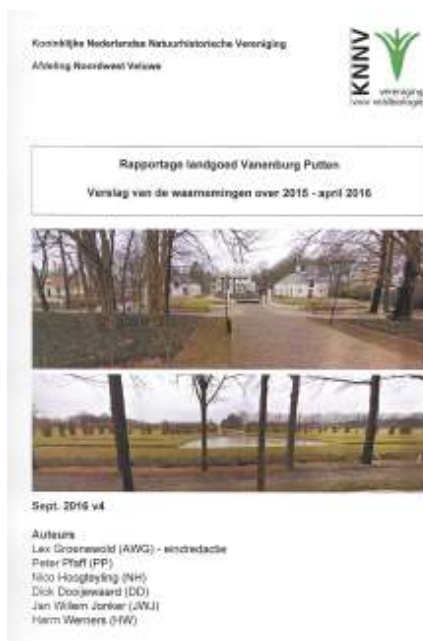 Koninklijke Nederlandse Natuurhistorische Vereniging
Afdeling Noordwest Veluwe
KNNV
vereniging
voor veldbiologie
Rapportage landgoed Vanenburg Putten
Verslag van de waarnemingen over 2015 - april 2016
Sept. 2016 v4
Auteurs
Lex Groenewold (AWG) - eindredactie
Peter Pfaff (PP)
Nico Hoogteyling (NH)
Dick Dooijewaard (DD)
Jan Willem Jonker (JWJ)
Harm Werners (HW)